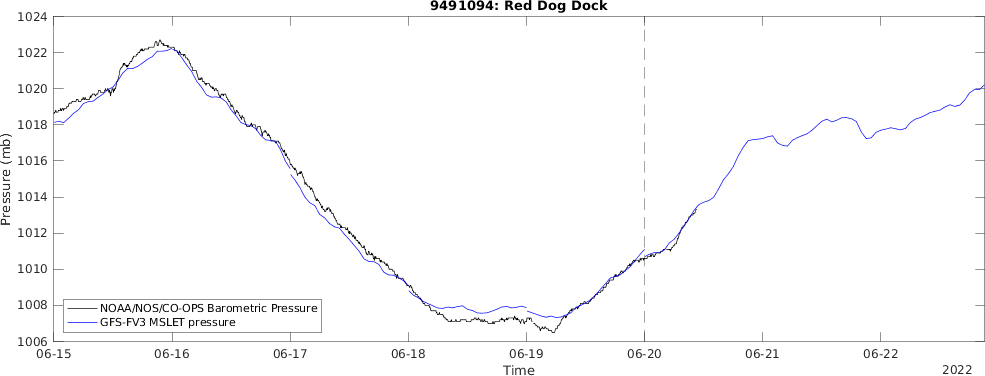 9491094: Red Dog Dock
1024
1022
1020
1018
1016
1014
1012
1010
1008
1006
Pressure (mb)
NOAA/NOS/CO-OPS Barometric Pressure
GFS-FV3 MSLET pressure
06-15 06-16 06-17 06-18 06-19 06-20 06-21 06-22
Time
2022